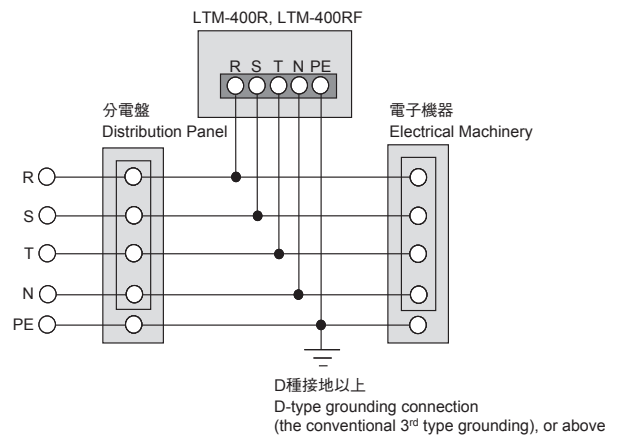 LTM-400R, LTM-400RF
R S T N PE
分電盤
Distribution Panel
電子機器
Electrical Machinery
R
S
T
N
PE
D種接地以上
D-type grounding connection
(the conventional 3rd type grounding), or above